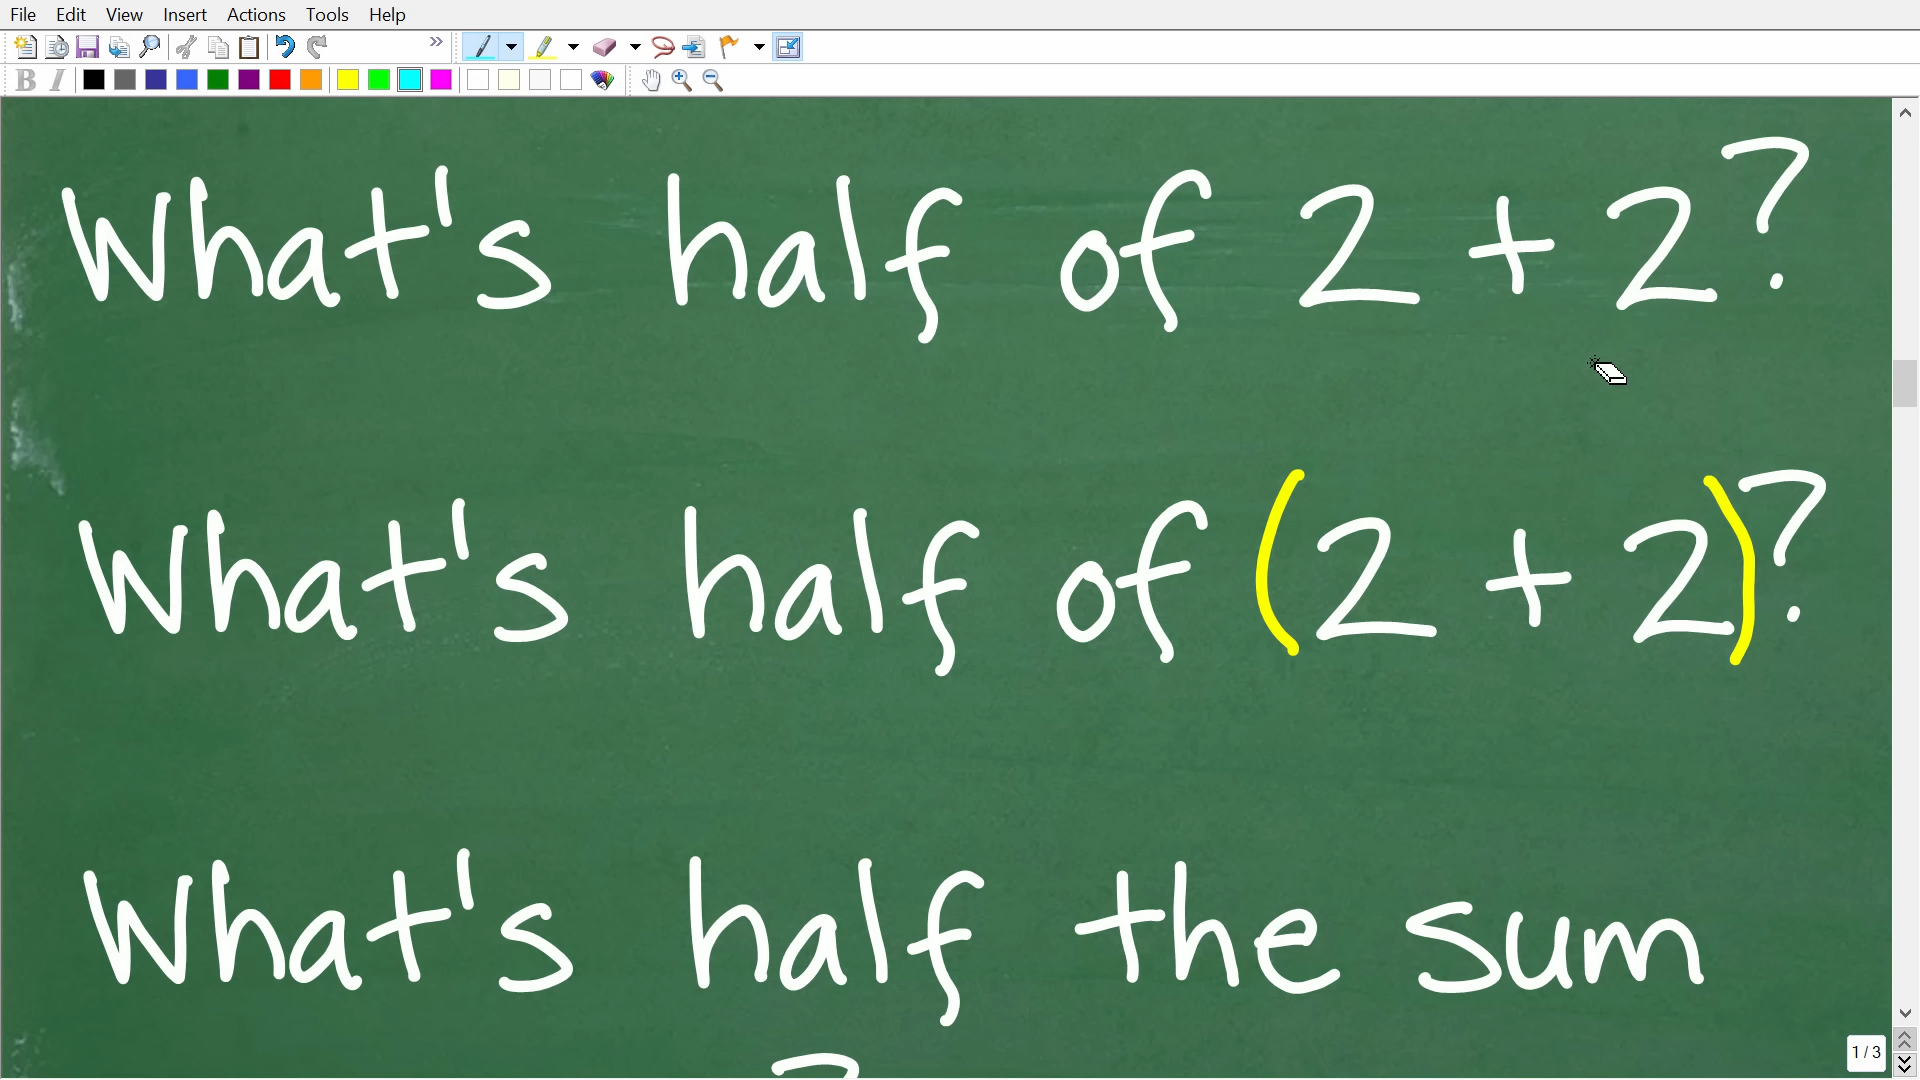 File Edit View Insert Actions Tools Help
»
B I
What's half of 2 + 2?
What's half of (2 + 2)?
What's half the sum
1 / 3